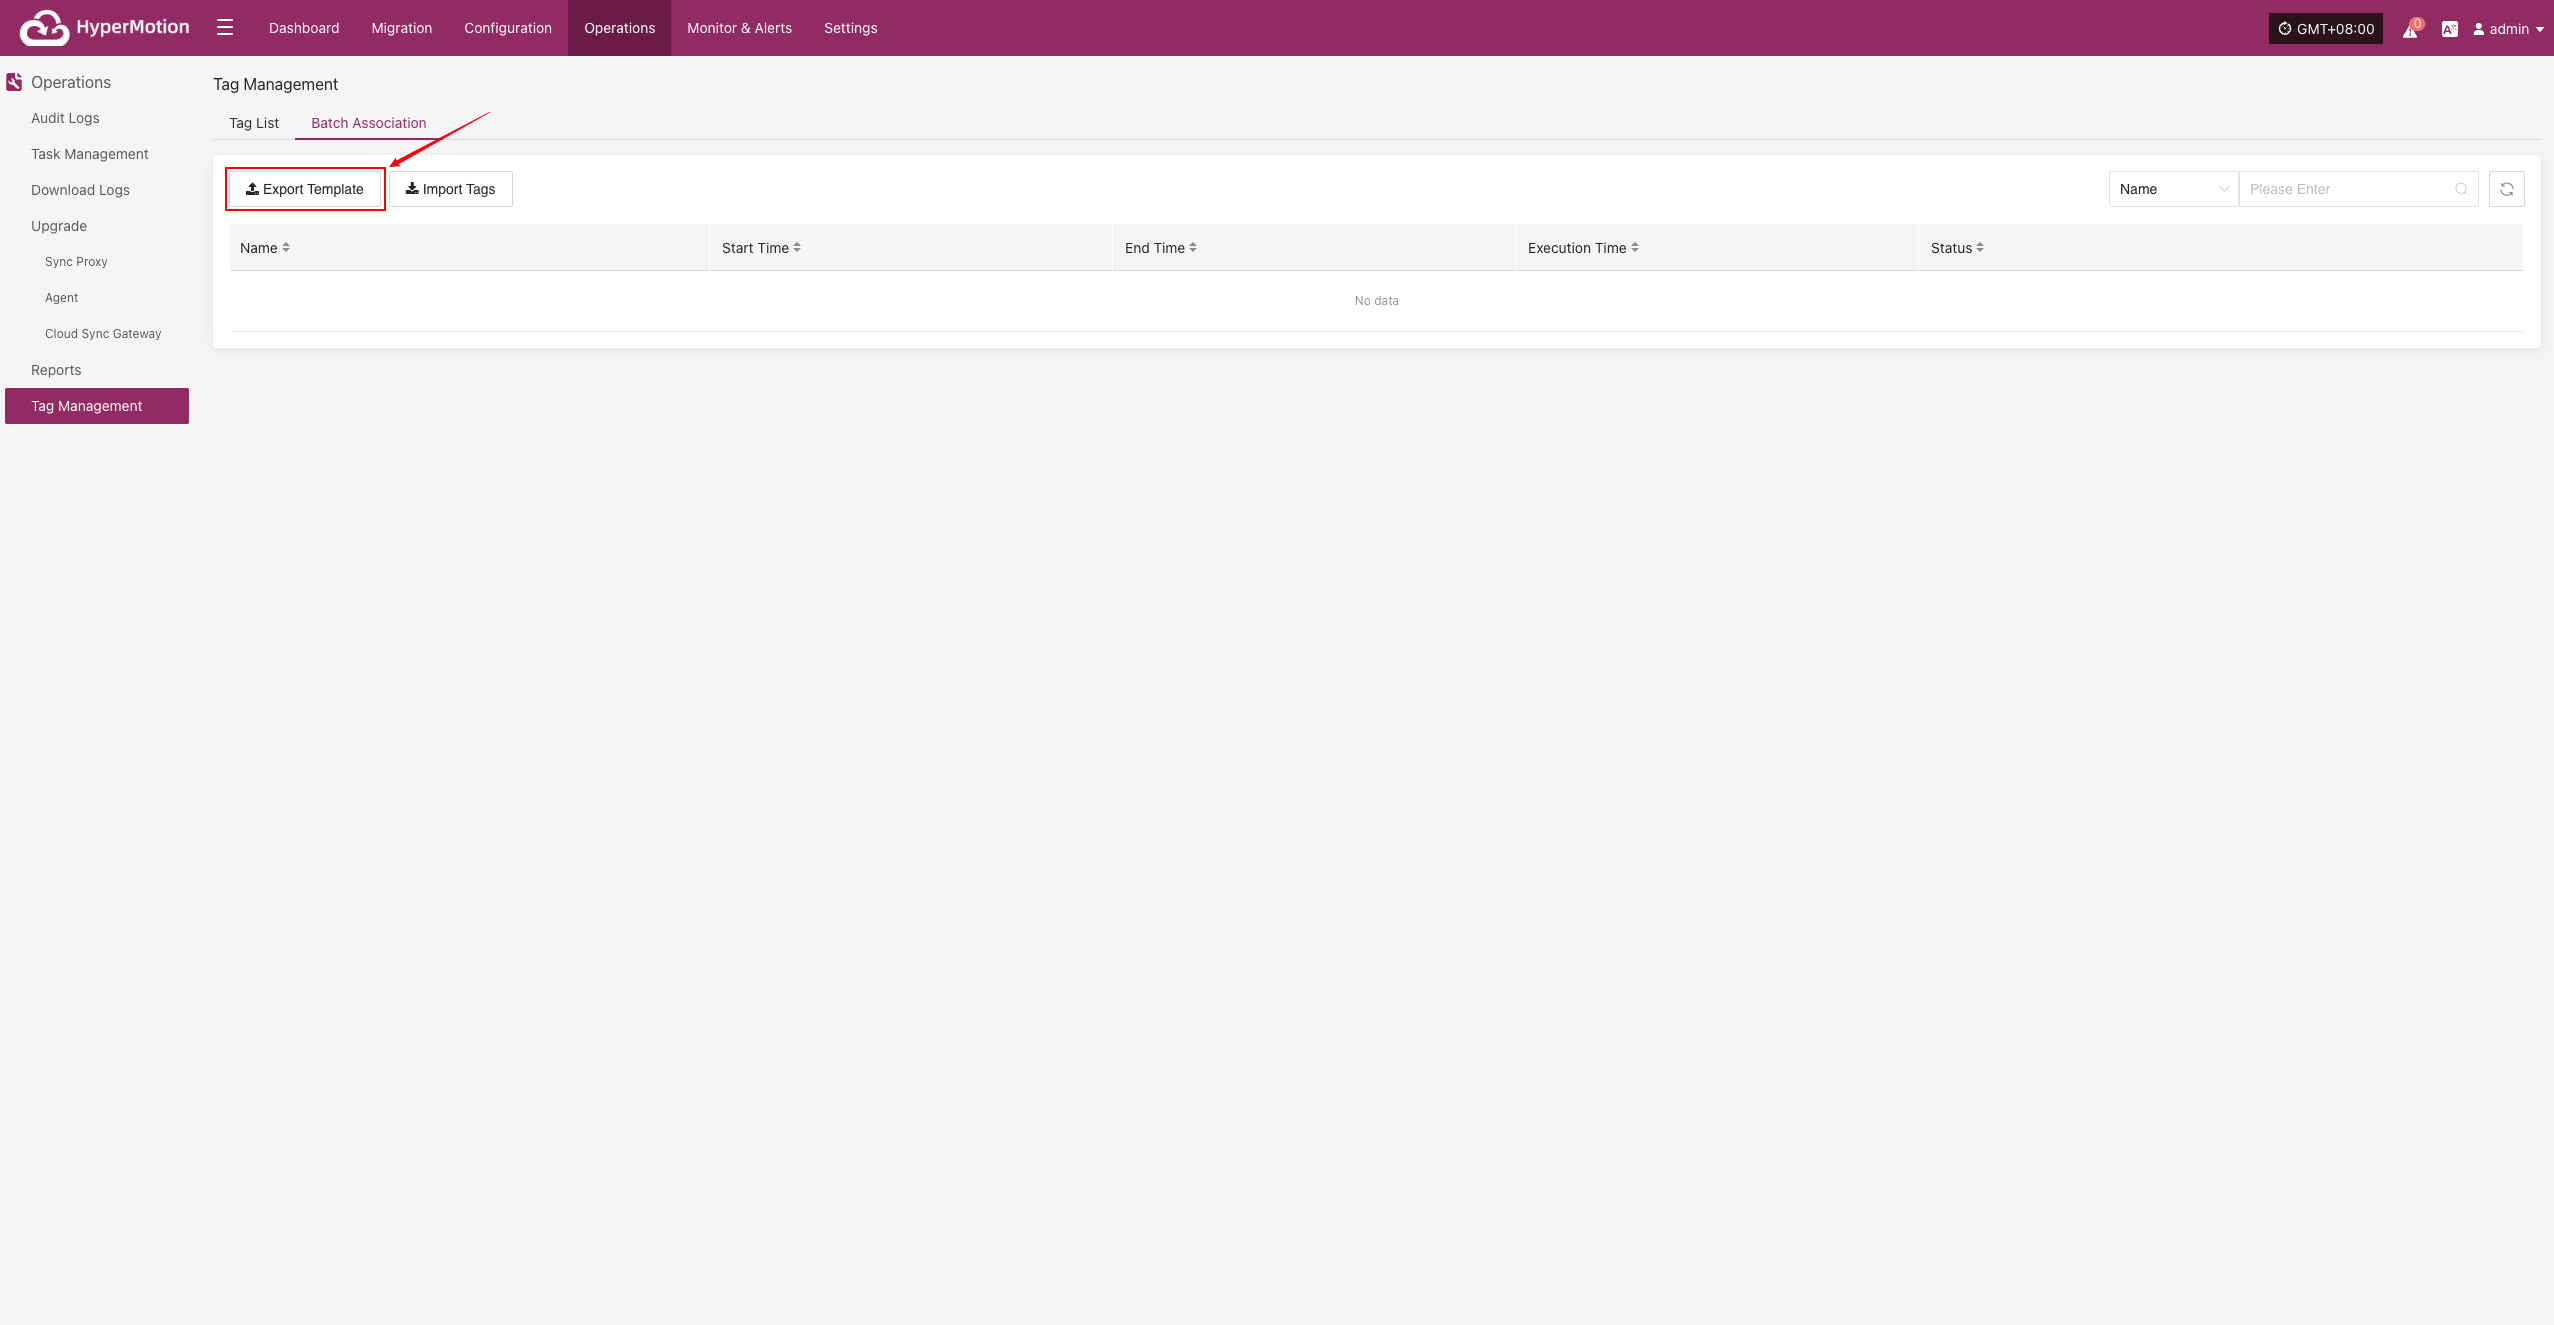 HyperMotion
Dashboard Migration Configuration Operations Monitor & Alerts Settings
GMT+08:00 0 admin
Operations
Audit Logs
Task Management
Download Logs
Upgrade
Sync Proxy
Agent
Cloud Sync Gateway
Reports
Tag Management
Tag Management
Tag List Batch Association
Export Template Import Tags Name Please Enter
Name Start Time End Time Execution Time Status
No data